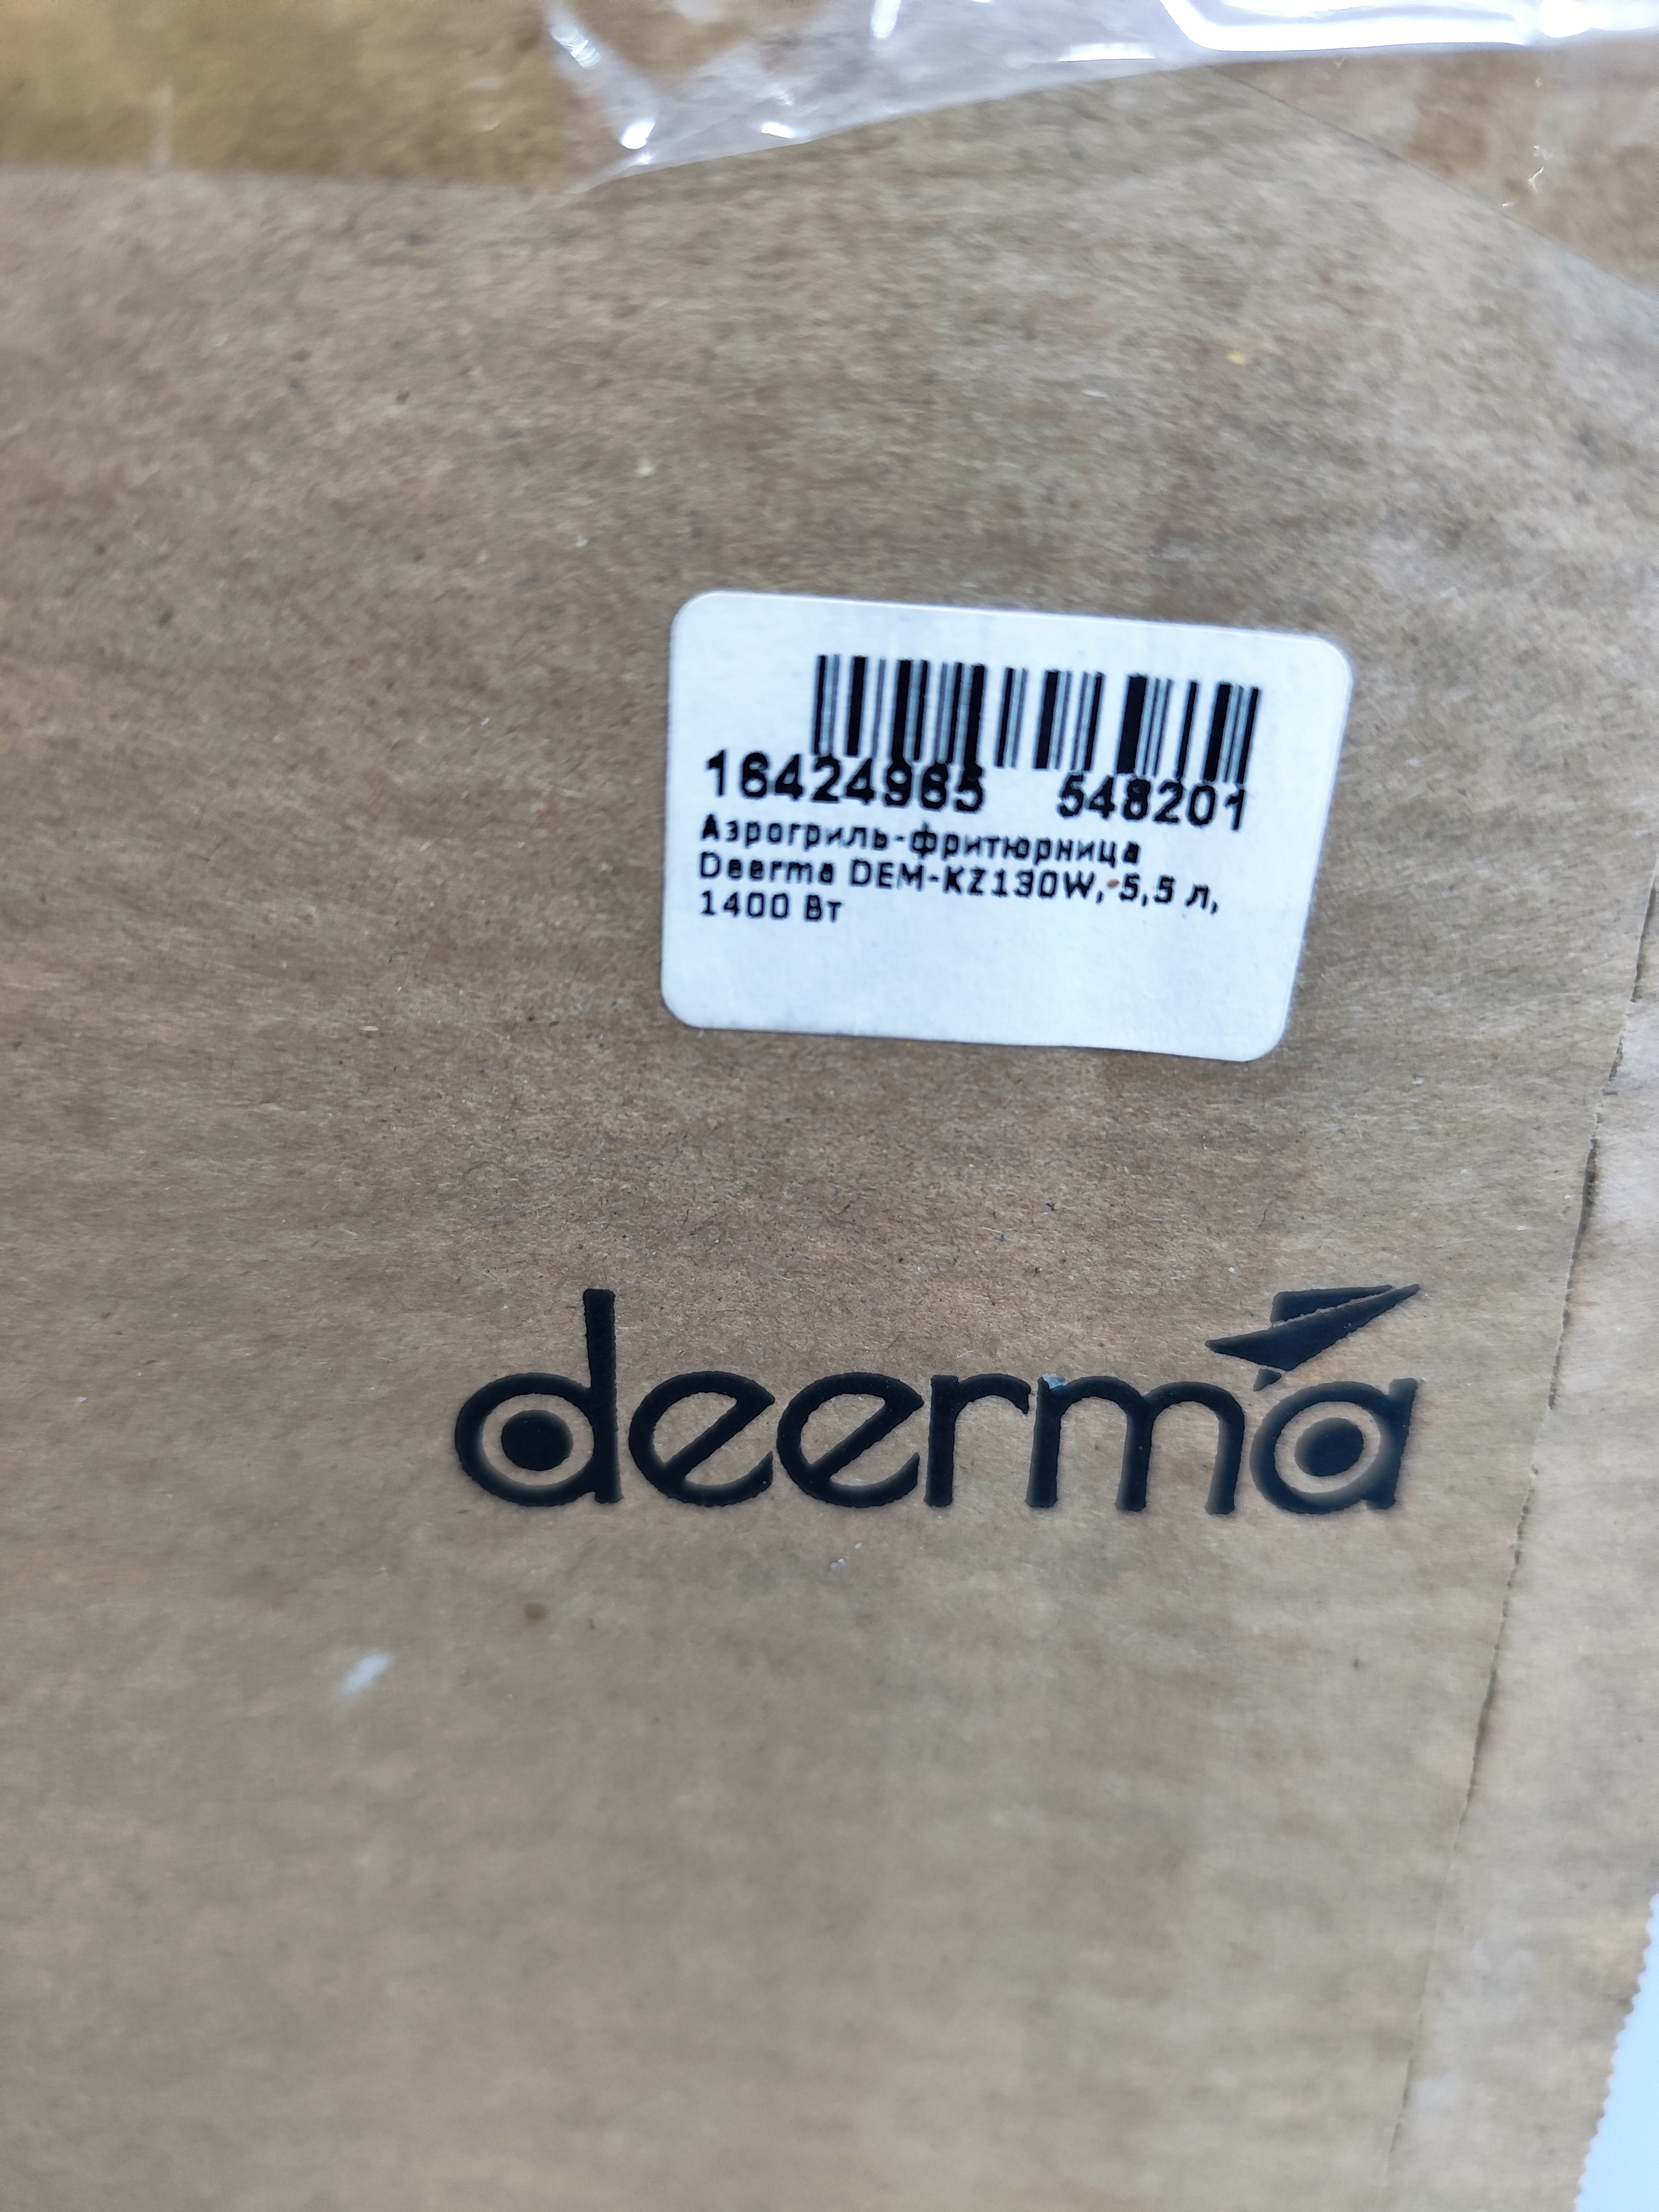 16424965 548201
Аэрогриль-фритюрница
Deerma DEM-KZ130W, 5,5 л,
1400 Вт
deerma